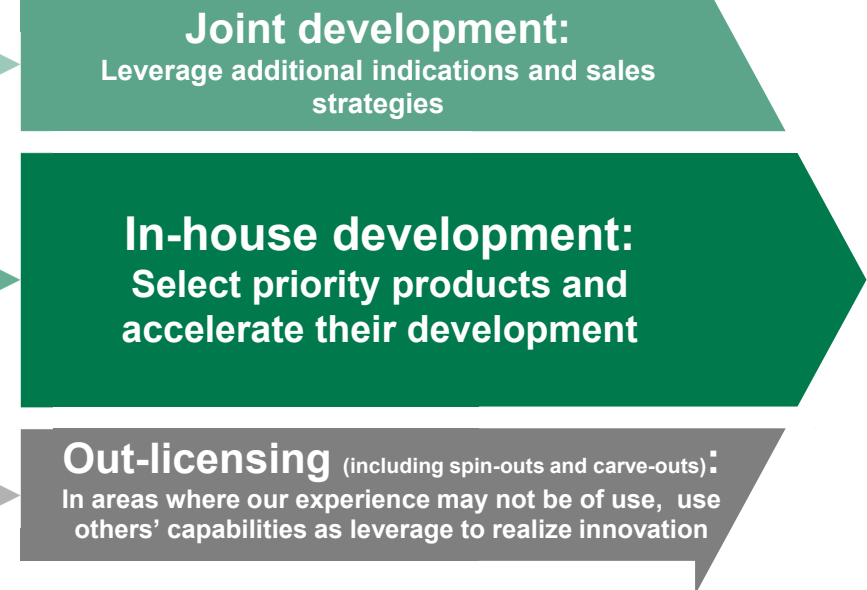 Joint development:
Leverage additional indications and sales
strategies
In-house development:
Select priority products and
accelerate their development
Out-licensing (including spin-outs and carve-outs):
In areas where our experience may not be of use,  use
others’ capabilities as leverage to realize innovation